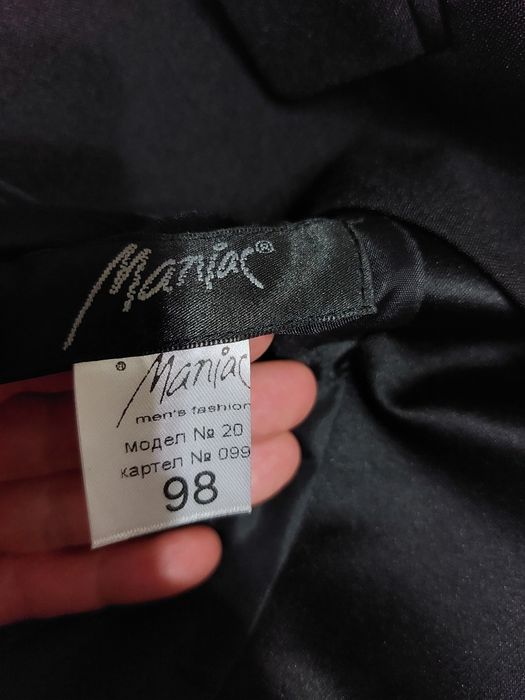 Maniac®
® Maniac
men's fashion
модел № 20
картел № 099
98